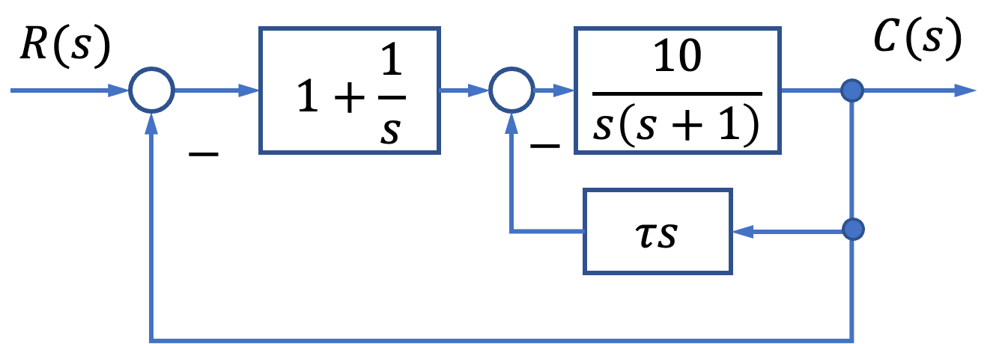 R(s)
1 + 1/s
10
s(s + 1)
C(s)
−
−
τs